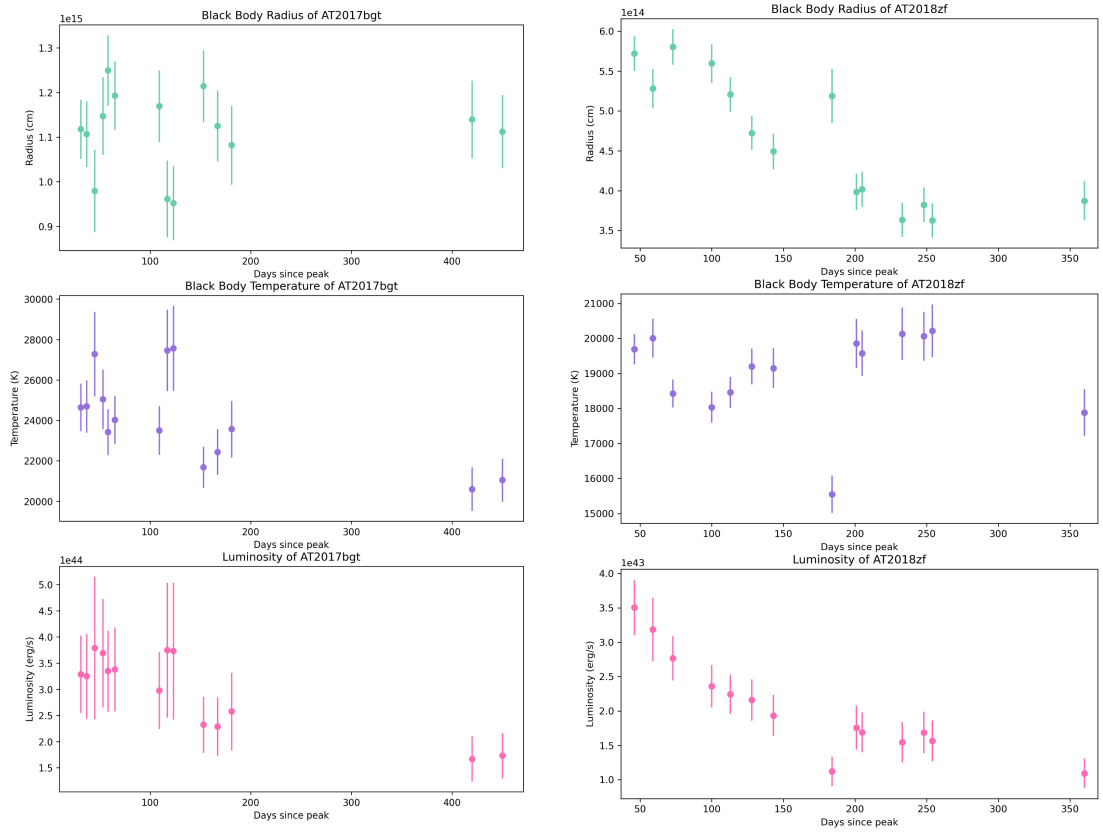 Black Body Radius of AT2017bgt
1e15
Radius (cm)
1.3
1.2
1.1
1.0
0.9
100 200 300 400
Days since peak
Black Body Radius of AT2018zf
1e14
Radius (cm)
6.0
5.5
5.0
4.5
4.0
3.5
50 100 150 200 250 300 350
Days since peak
Black Body Temperature of AT2017bgt
Temperature (K)
30000
28000
26000
24000
22000
20000
100 200 300 400
Days since peak
Black Body Temperature of AT2018zf
Temperature (K)
21000
20000
19000
18000
17000
16000
15000
50 100 150 200 250 300 350
Days since peak
Luminosity of AT2017bgt
1e44
Luminosity (erg/s)
5.0
4.5
4.0
3.5
3.0
2.5
2.0
1.5
100 200 300 400
Days since peak
Luminosity of AT2018zf
1e43
Luminosity (erg/s)
4.0
3.5
3.0
2.5
2.0
1.5
1.0
50 100 150 200 250 300 350
Days since peak